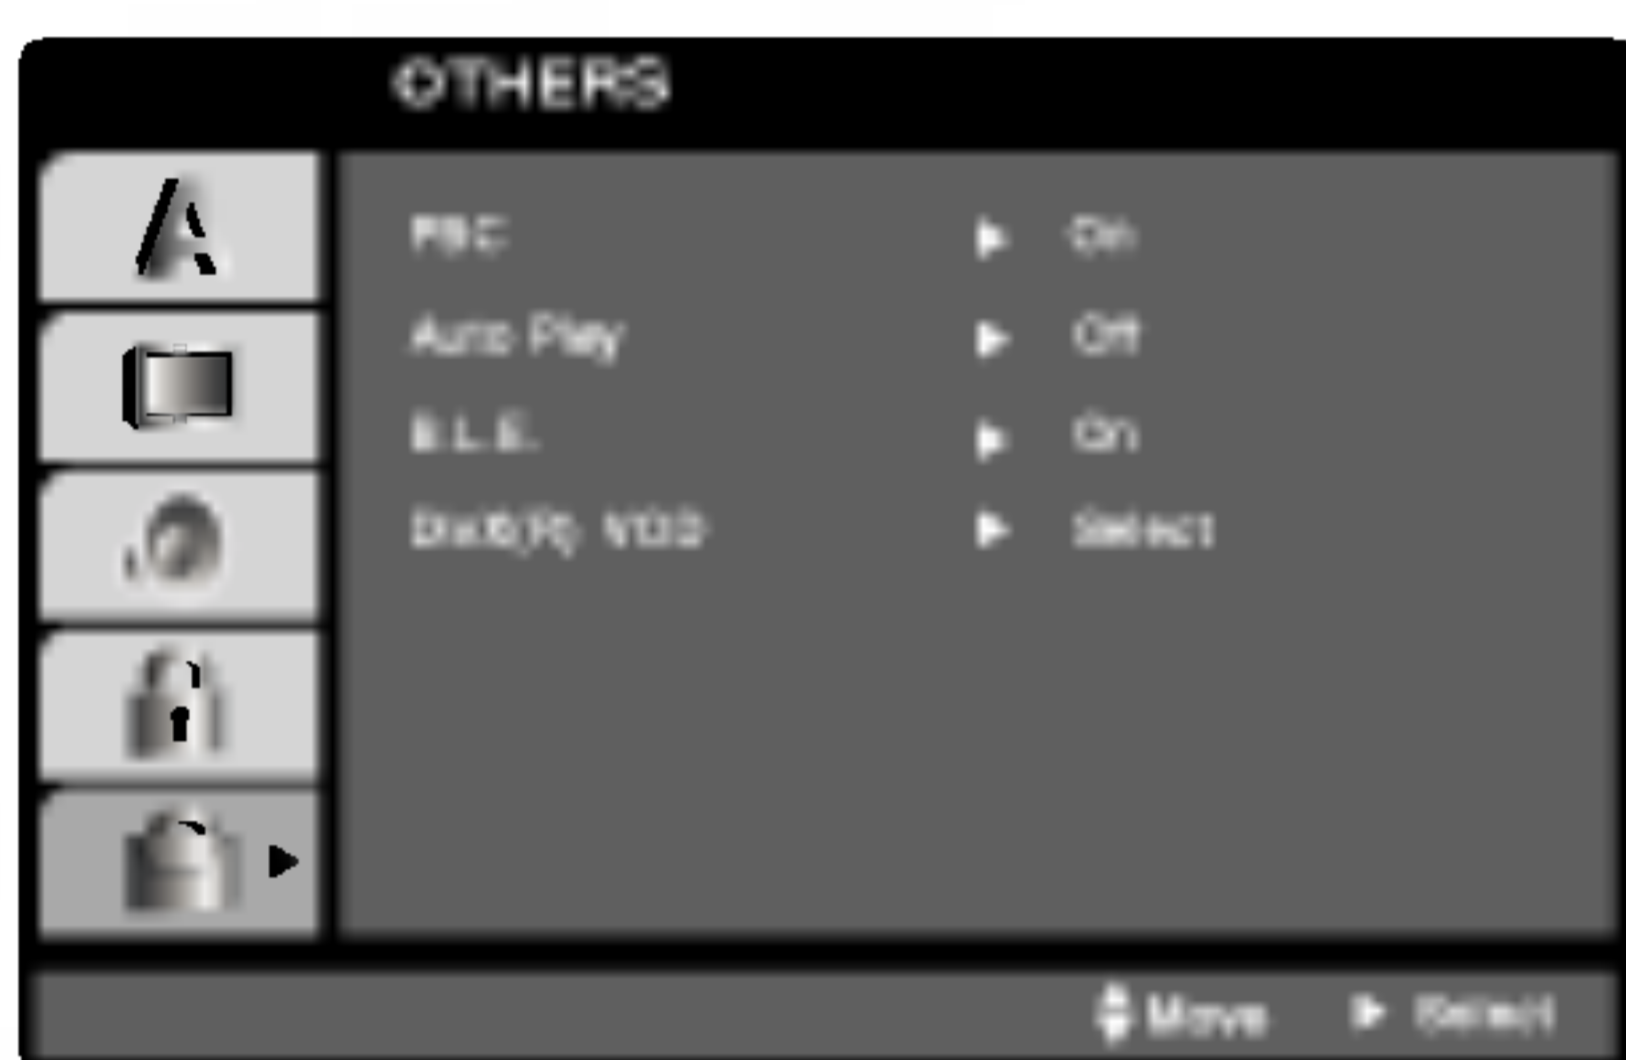 OTHERS
PBC On
Auto Play Off
B.L.E. On
DivX(R) VOD Select
Move Select